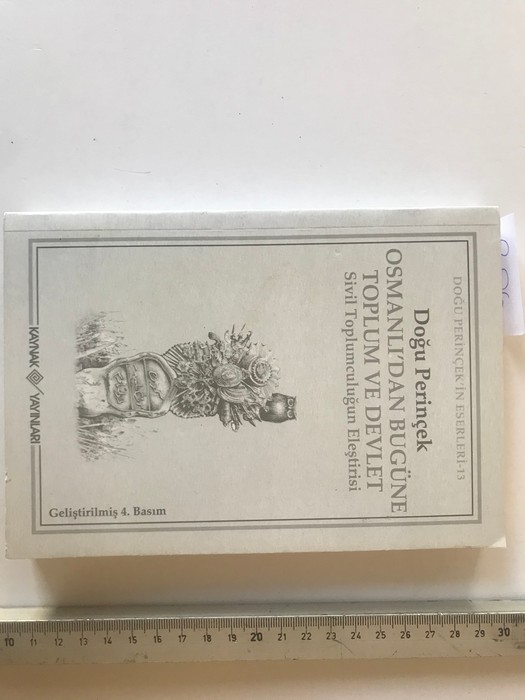 DOĞU PERİNÇEK'İN ESERLERİ-13
Doğu Perinçek
OSMANLI'DAN BUGÜNE
TOPLUM VE DEVLET
Sivil Toplumculuğun Eleştirisi
KAYNAK YAYINLARI
Geliştirilmiş 4. Basım
10 11 12 13 14 15 16 17 18 19 20 21 22 23 24 25 26 27 28 29 30